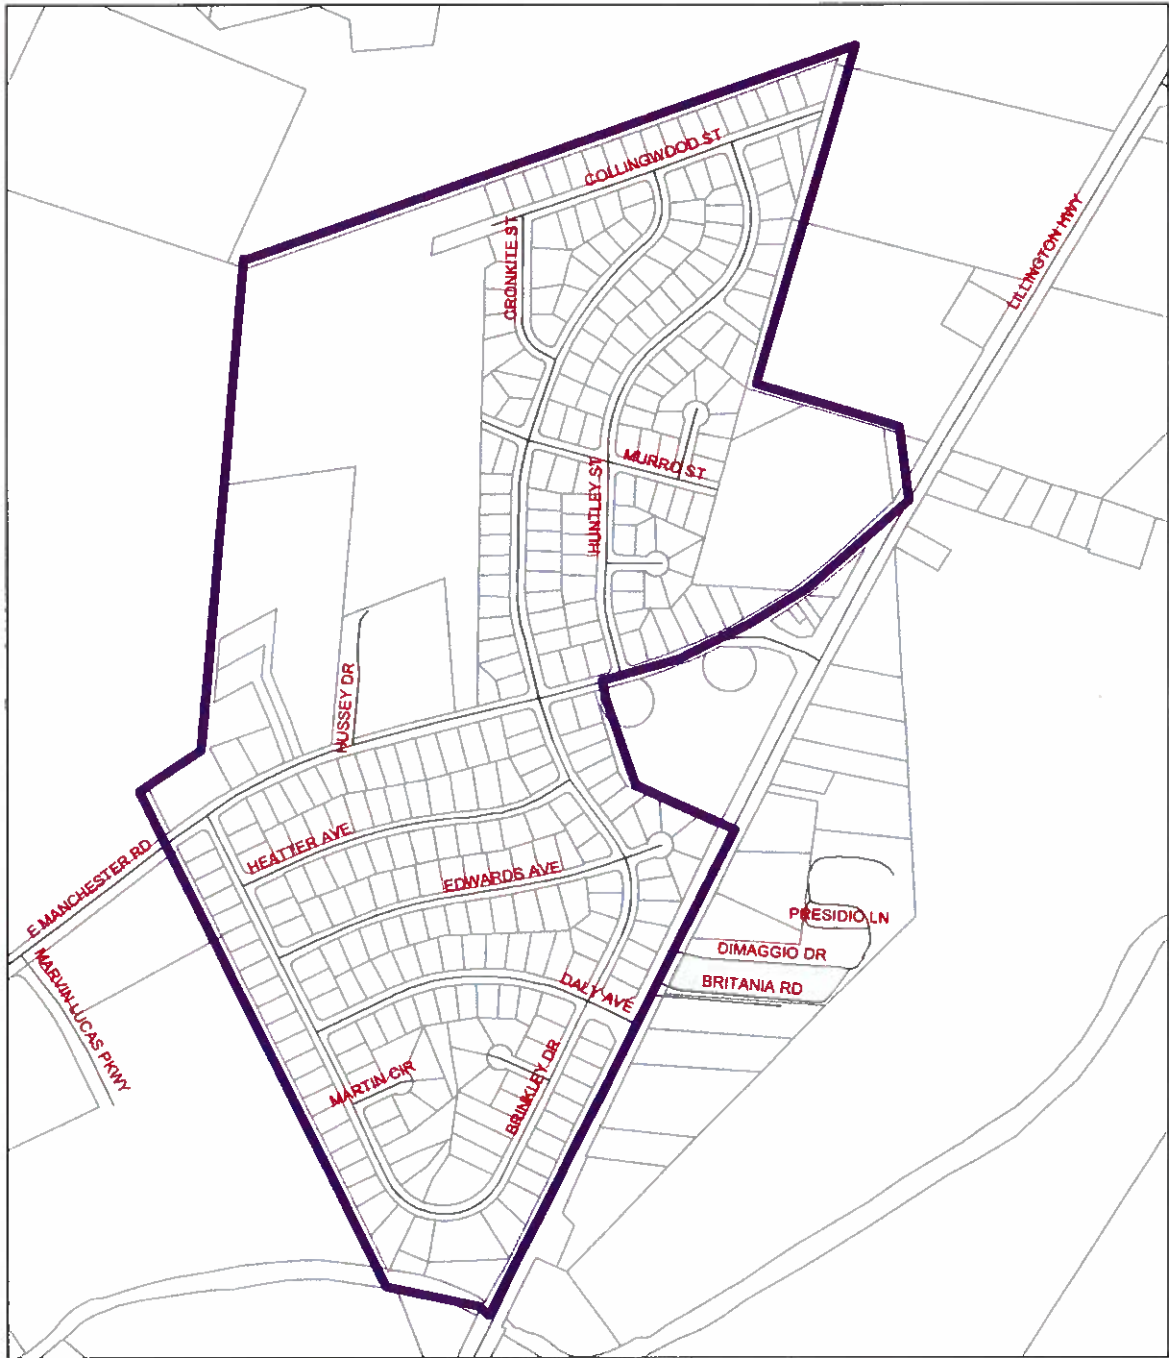 COLLINGWOOD ST
CRONKITE ST
LILLINGTON HWY
MURRO ST
HUNTLEY ST
HUSSEY DR
HEATTER AVE
E MANCHESTER RD
EDWARDS AVE
PRESIDIO LN
DIMAGGIO DR
BRITANIA RD
DALY AVE
MARVIN LUCAS PKWY
MARTIN CIR
BRINKLEY DR